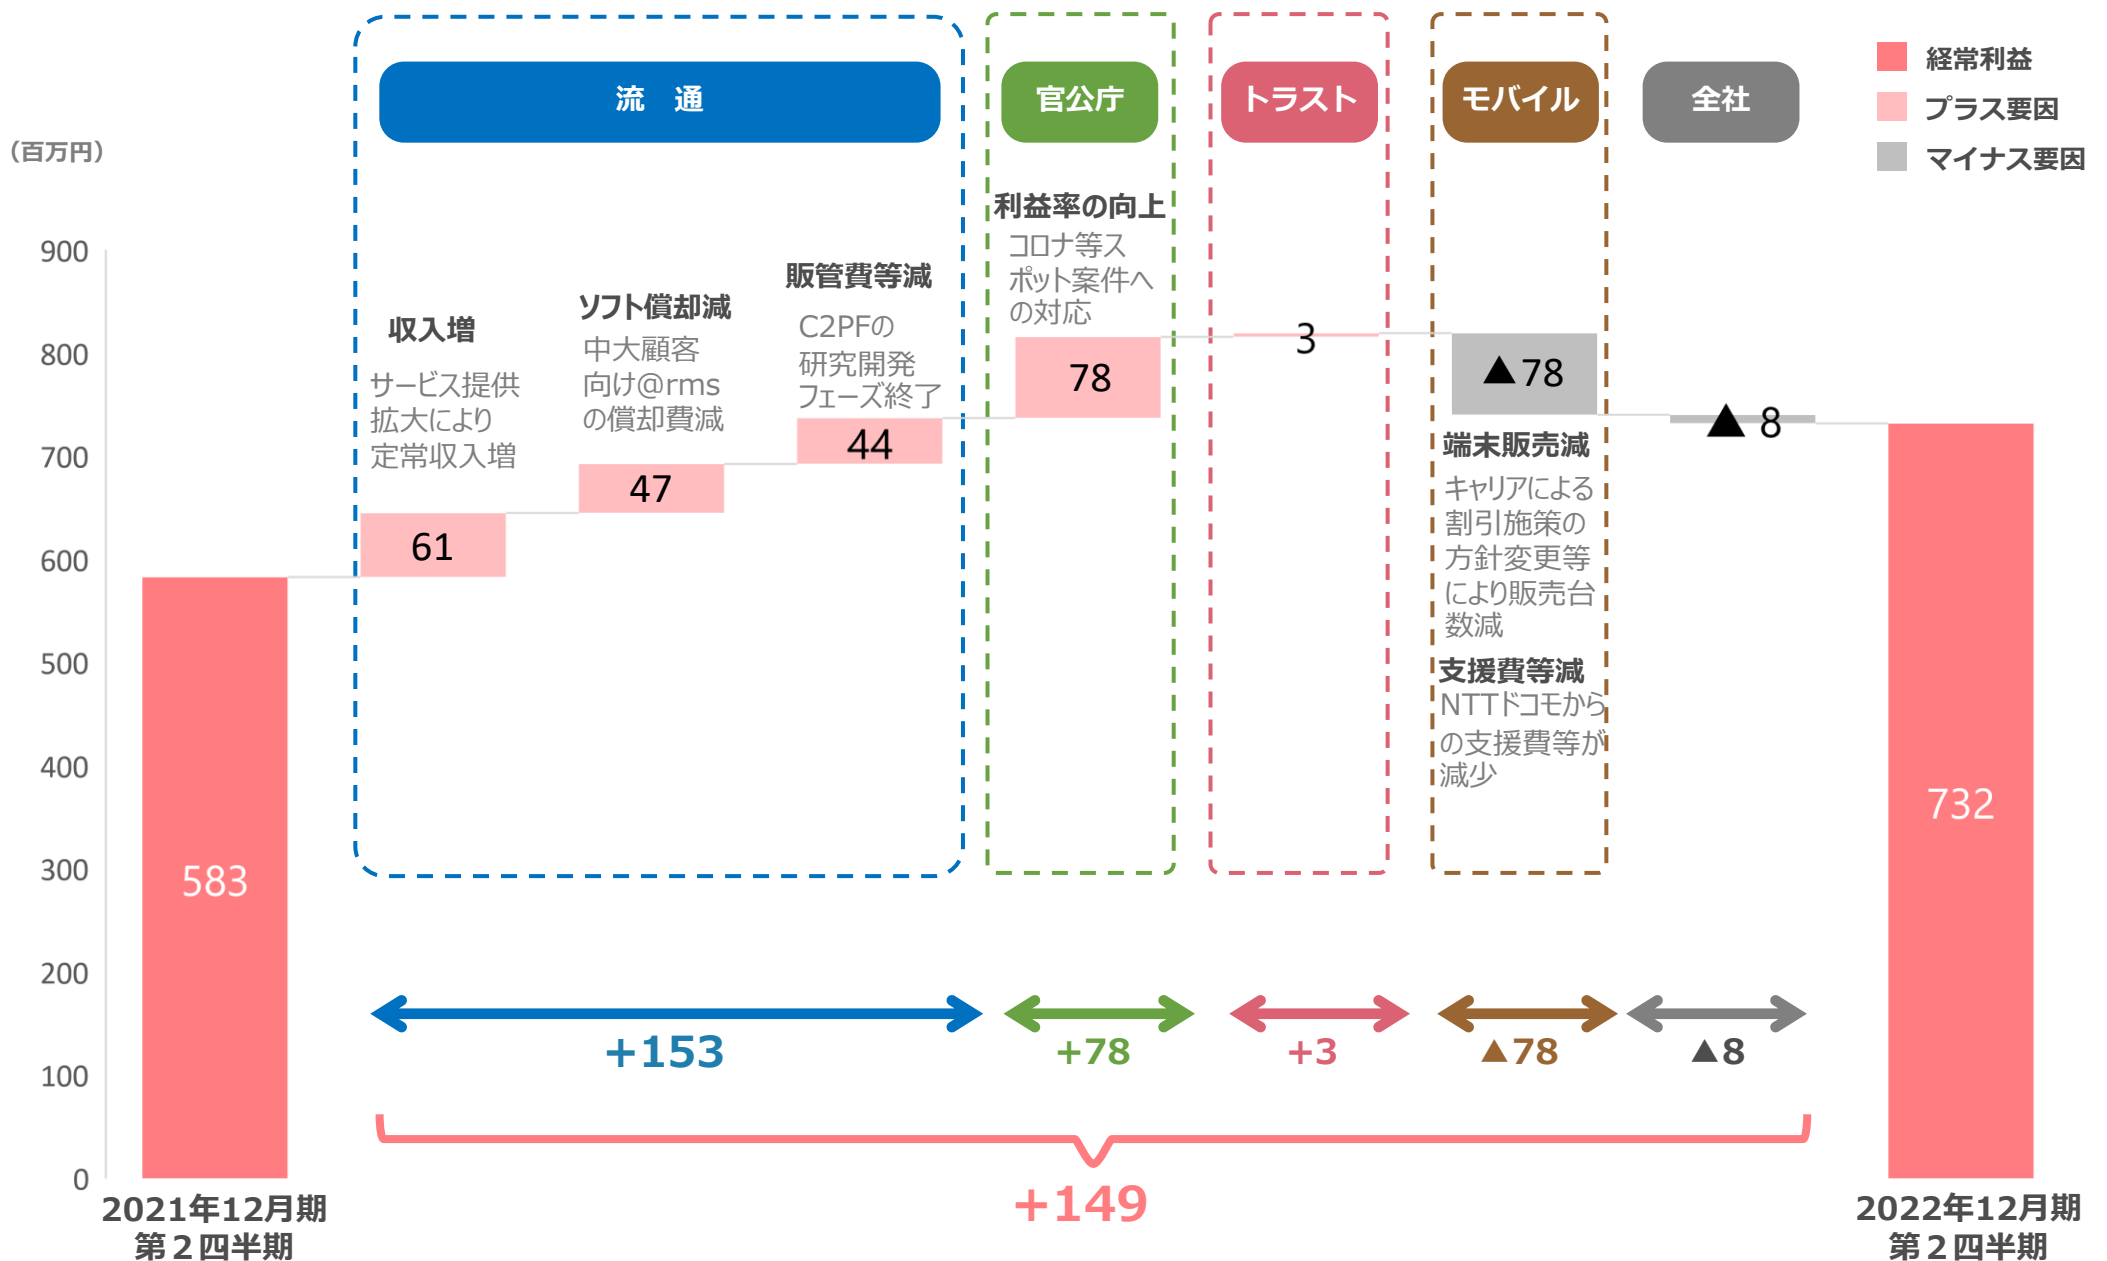 流　通
官公庁
トラスト
モバイル
全社
経常利益
プラス要因
マイナス要因
（百万円）
900
800
700
600
500
400
300
200
100
0
収入増
サービス提供
拡大により
定常収入増
61
ソフト償却減
中大顧客
向け@rms
の償却費減
47
販管費等減
C2PFの
研究開発
フェーズ終了
44
利益率の向上
コロナ等ス
ポット案件へ
の対応
78
3
▲78
端末販売減
キャリアによる
割引施策の
方針変更等
により販売台
数減
支援費等減
NTTドコモから
の支援費等が
減少
▲ 8
583
732
+153
+78
+3
▲78
▲8
+149
2021年12月期
第２四半期
2022年12月期
第２四半期